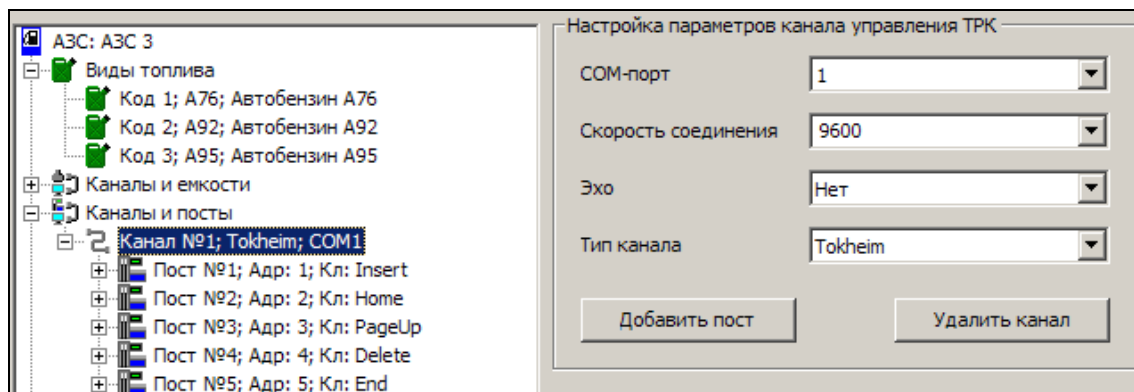 АЗС: АЗС 3
Виды топлива
Код 1; А76; Автобензин А76
Код 2; А92; Автобензин А92
Код 3; А95; Автобензин А95
Каналы и емкости
Каналы и посты
Канал №1; Tokheim; COM1
Пост №1; Адр: 1; Кл: Insert
Пост №2; Адр: 2; Кл: Home
Пост №3; Адр: 3; Кл: PageUp
Пост №4; Адр: 4; Кл: Delete
Пост №5; Адр: 5; Кл: End
Настройка параметров канала управления ТРК
COM-порт 1
Скорость соединения 9600
Эхо Нет
Тип канала Tokheim
Добавить пост Удалить канал